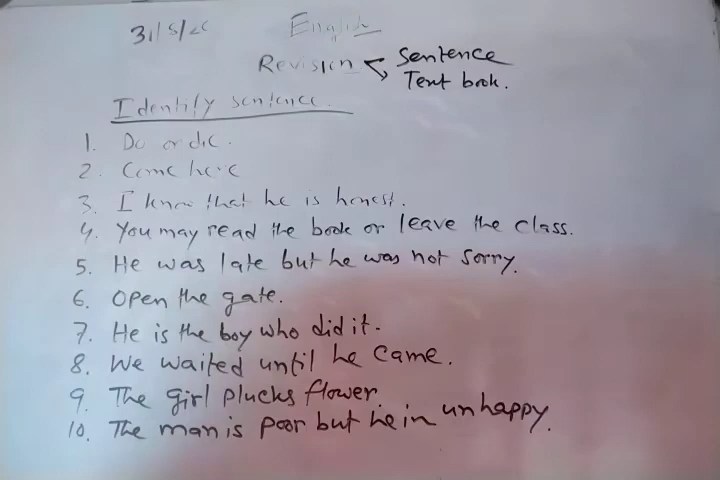 31/5/26
English
Revision < Sentence
Text book.
Identify sentence.
1. Do or die.
2. Come here
3. I know that he is honest.
4. You may read the book or leave the class.
5. He was late but he was not sorry.
6. Open the gate.
7. He is the boy who did it.
8. We waited until he came.
9. The girl plucks flower.
10. The man is poor but he in unhappy.